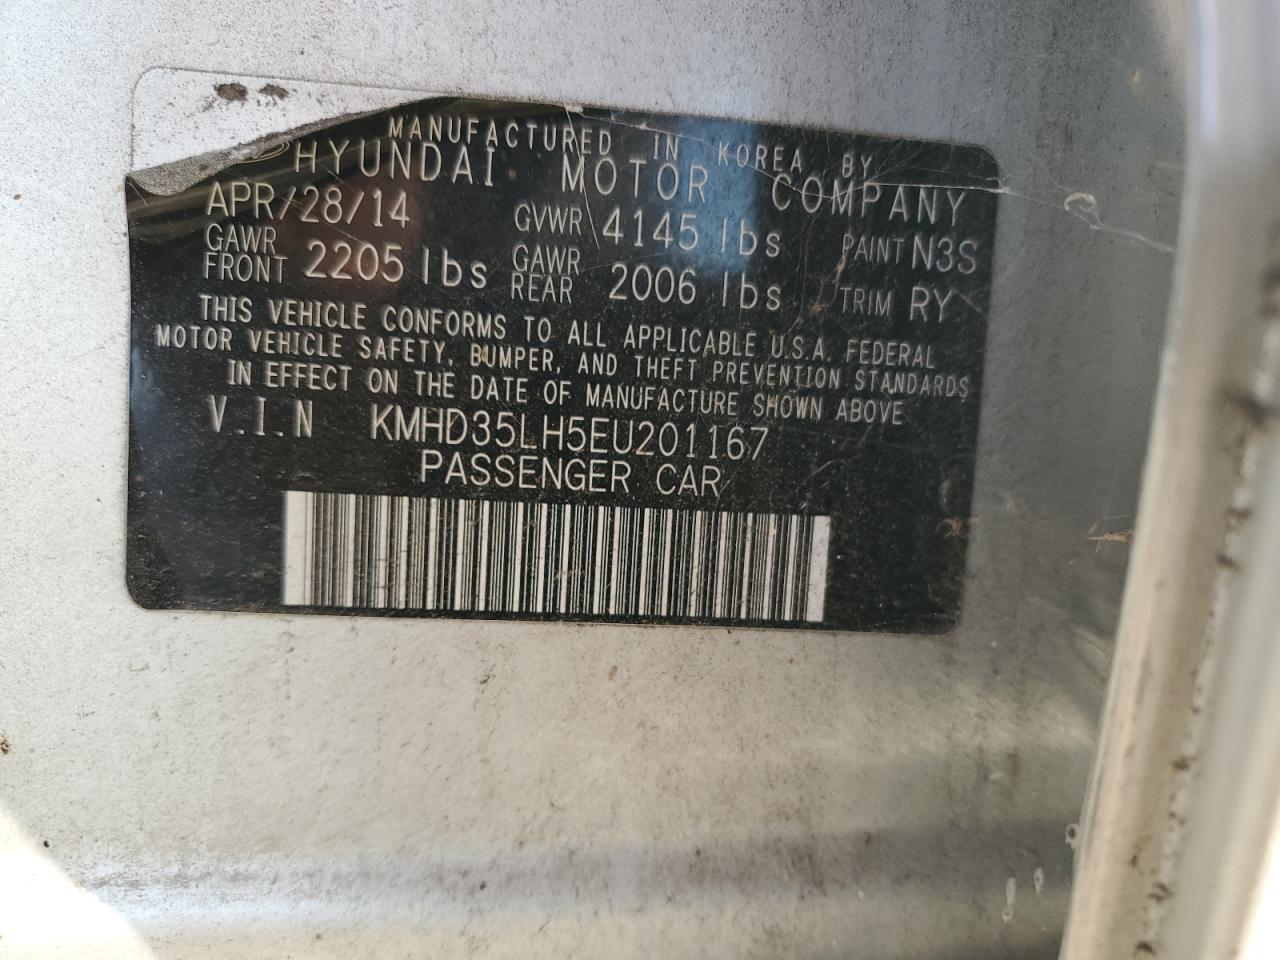 MANUFACTURED IN KOREA BY
HYUNDAI MOTOR COMPANY
APR/28/14 GVWR 4145 lbs PAINT N3S
GAWR FRONT 2205 lbs GAWR REAR 2006 lbs TRIM RY
THIS VEHICLE CONFORMS TO ALL APPLICABLE U.S.A. FEDERAL
MOTOR VEHICLE SAFETY, BUMPER, AND THEFT PREVENTION STANDARDS
IN EFFECT ON THE DATE OF MANUFACTURE SHOWN ABOVE
V.I.N KMHD35LH5EU201167
PASSENGER CAR